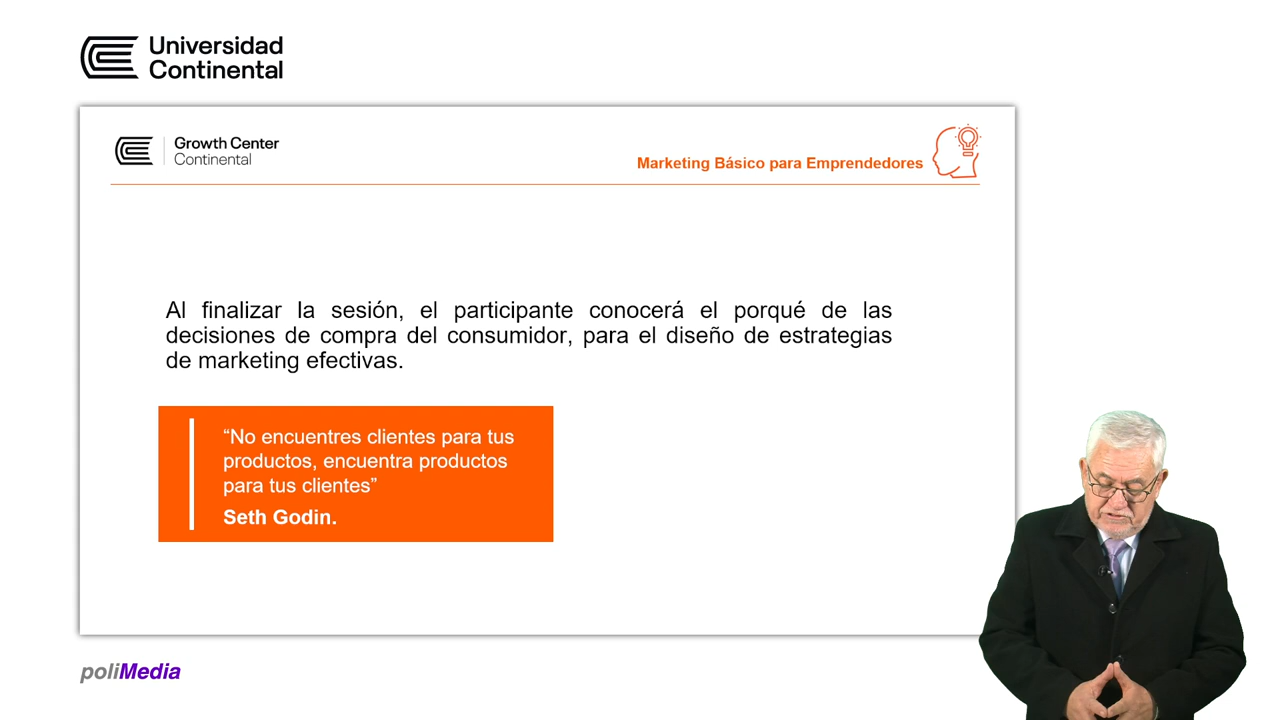 Universidad
Continental
Growth Center
Continental
Marketing Básico para Emprendedores
Al finalizar la sesión, el participante conocerá el porqué de las
decisiones de compra del consumidor, para el diseño de estrategias
de marketing efectivas.
“No encuentres clientes para tus
productos, encuentra productos
para tus clientes”
Seth Godin.
poliMedia